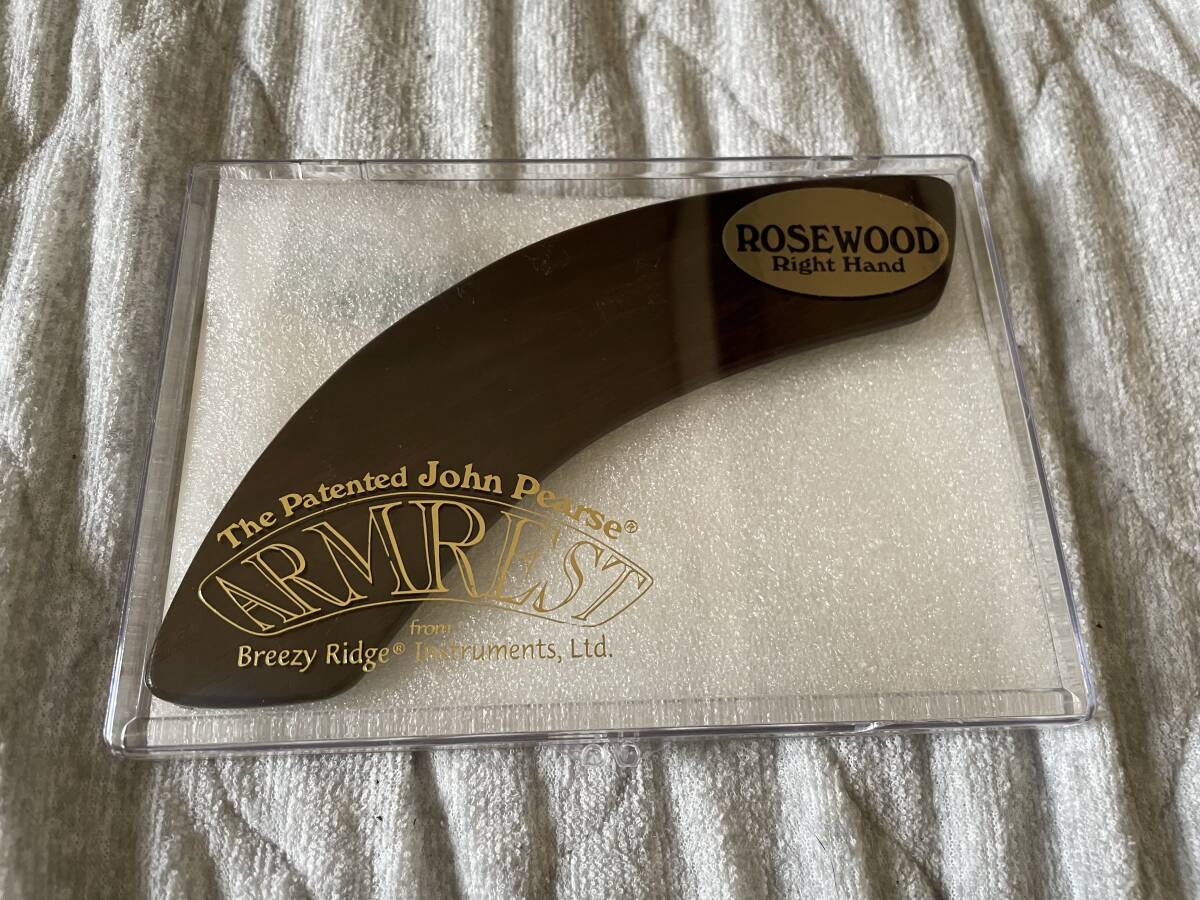 ROSEWOOD
Right Hand
The Patented John Pearse®
ARMREST
from
Breezy Ridge® Instruments, Ltd.